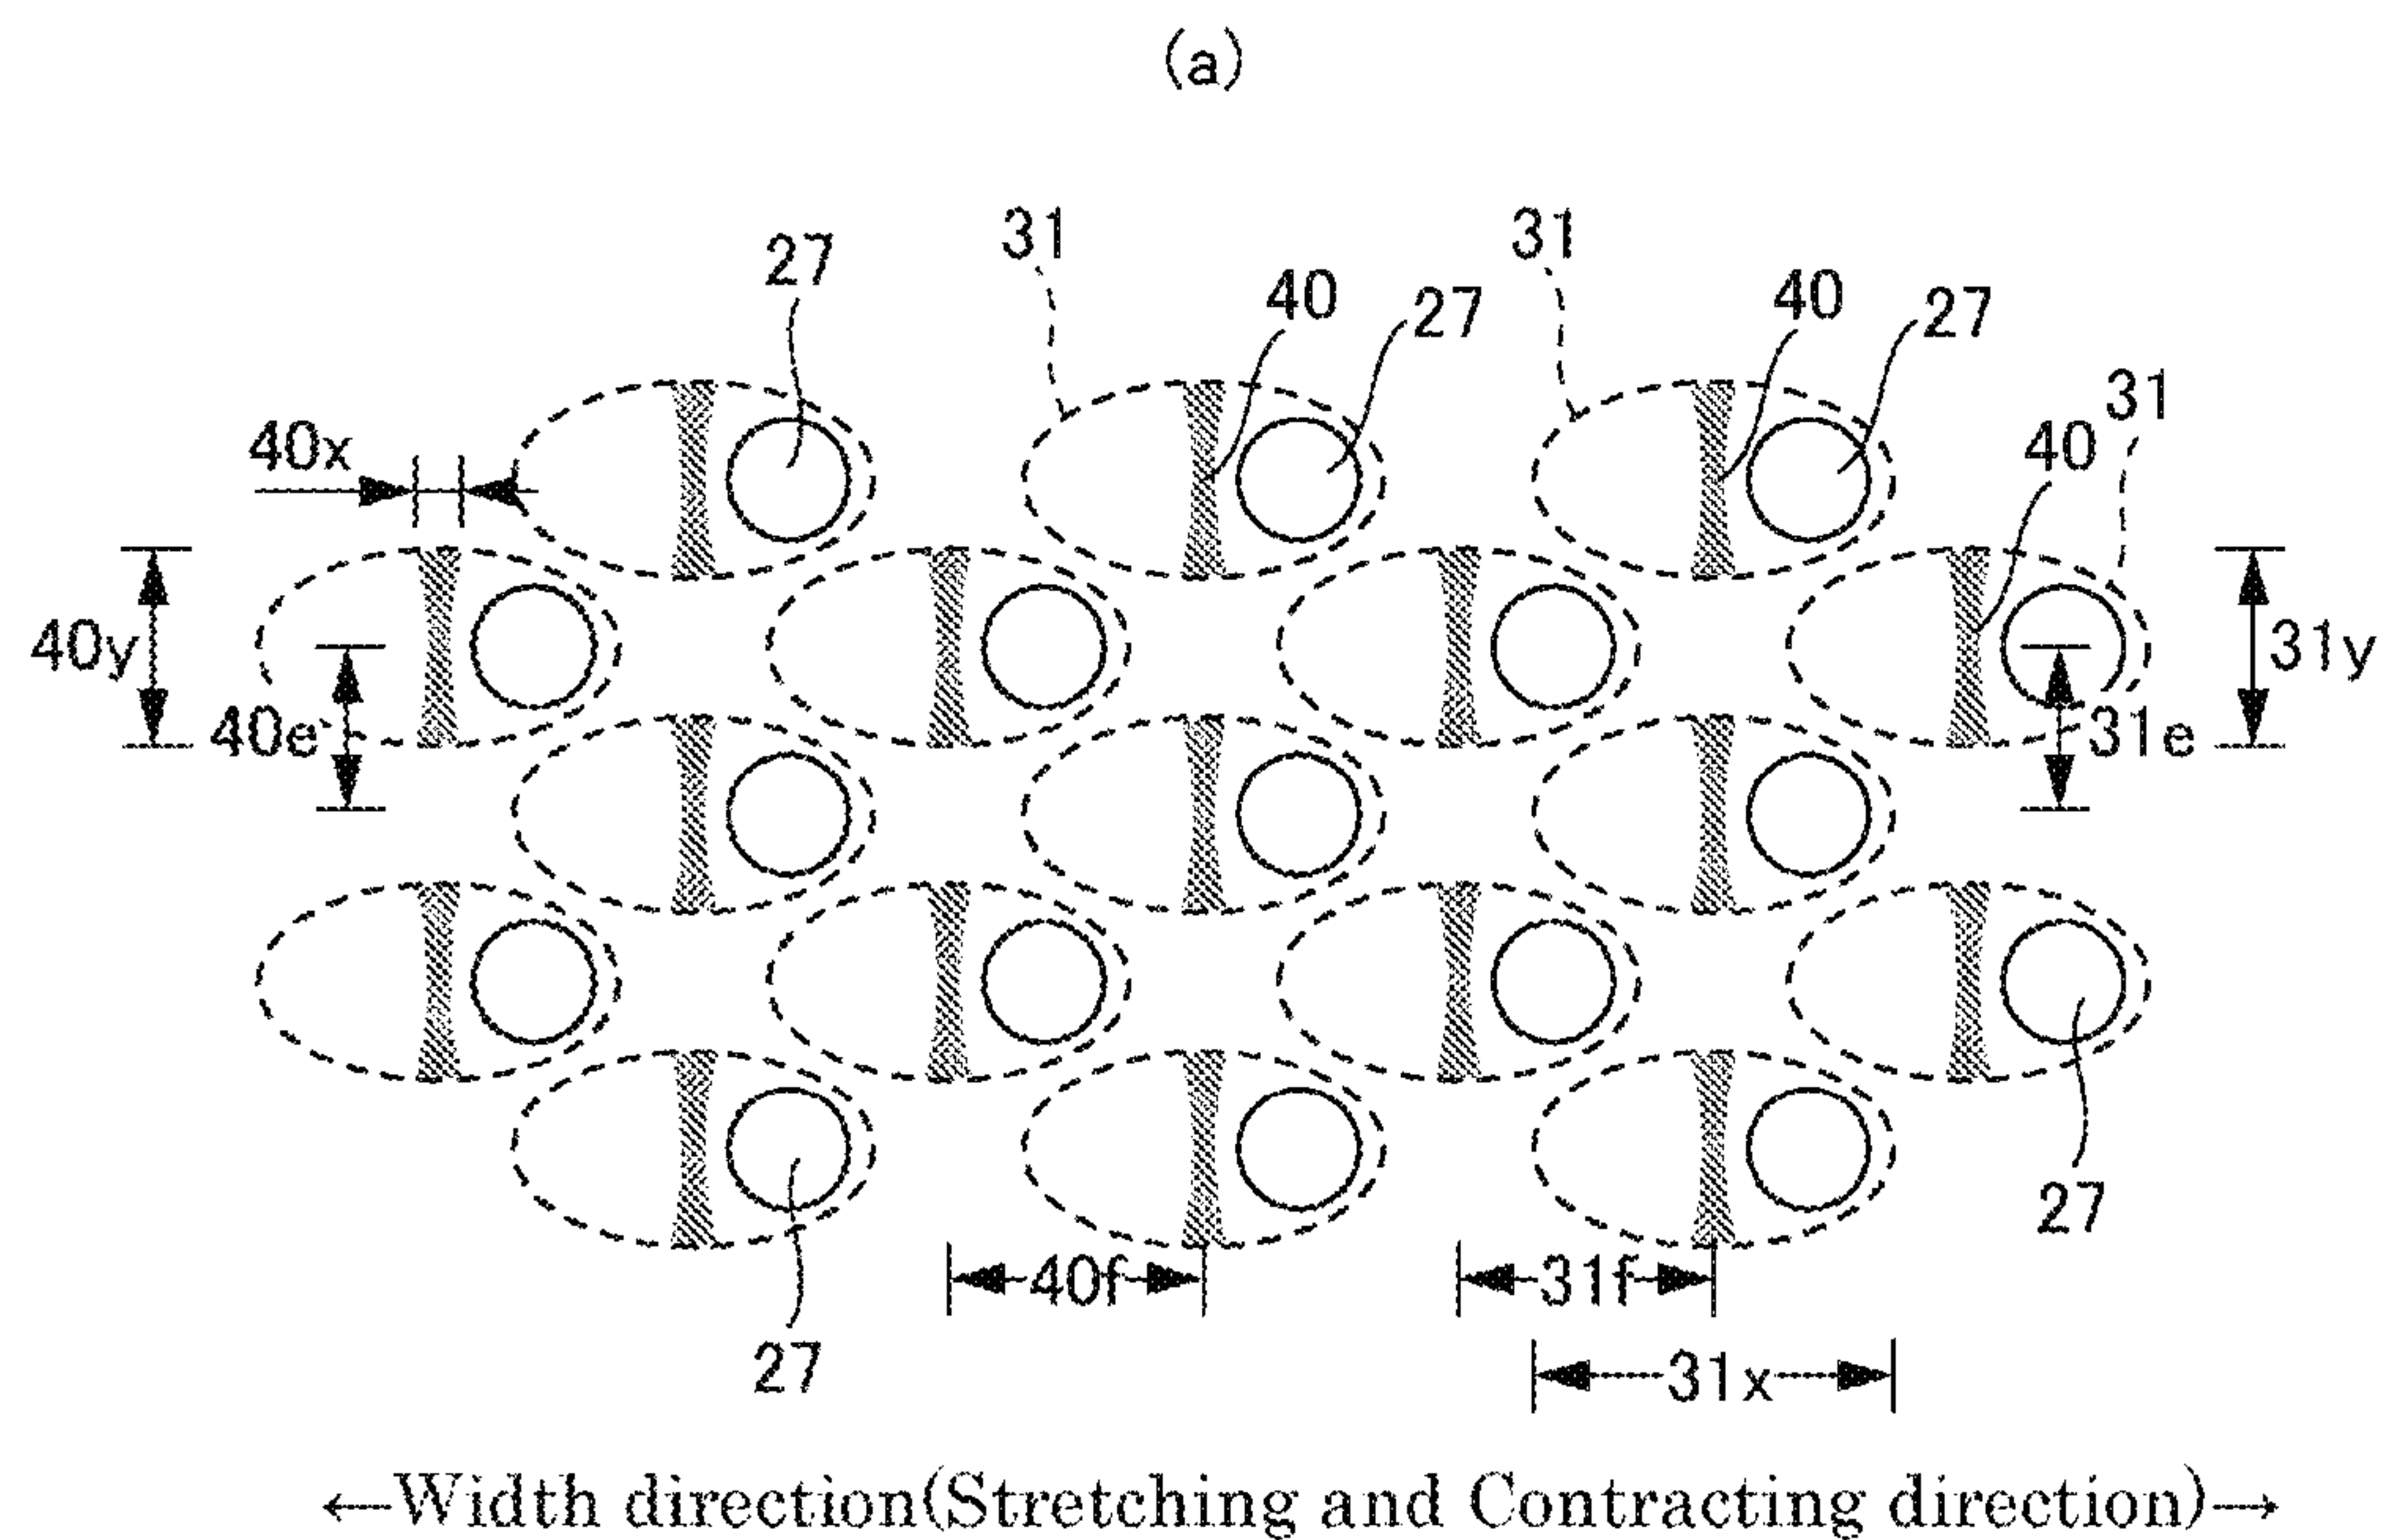 (a)
31 31
27
40 27 40 27
31
40x 40
40y 31y
40e 31e
27
40f 31f
27
31x
←Width direction(Stretching and Contracting direction)→